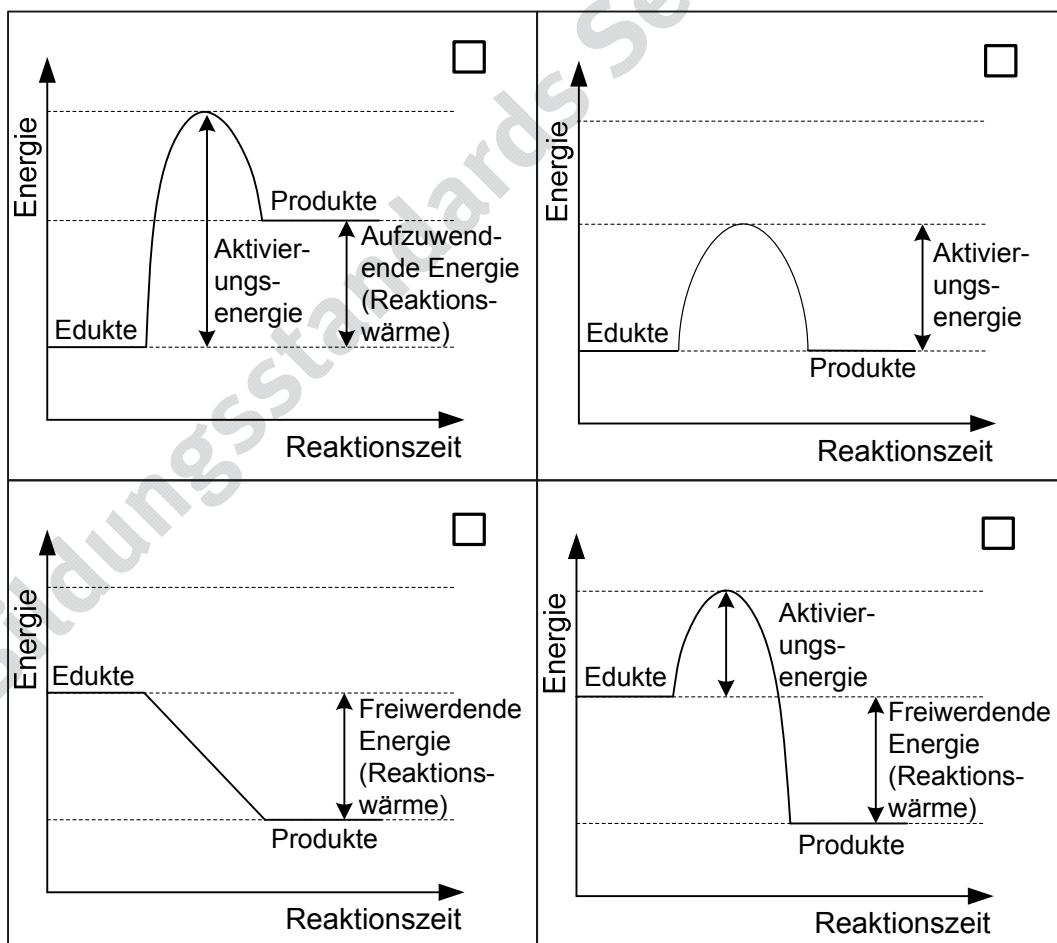 Bildungsstandards Se
Energie
Produkte
Aktivier-
ungs-
energie
Aufzuwend-
ende Energie
(Reaktions-
wärme)
Edukte
Reaktionszeit
Energie
Aktivier-
ungs-
energie
Edukte
Produkte
Reaktionszeit
Energie
Edukte
Freiwerdende
Energie
(Reaktions-
wärme)
Produkte
Reaktionszeit
Energie
Aktivier-
ungs-
energie
Edukte
Freiwerdende
Energie
(Reaktions-
wärme)
Produkte
Reaktionszeit